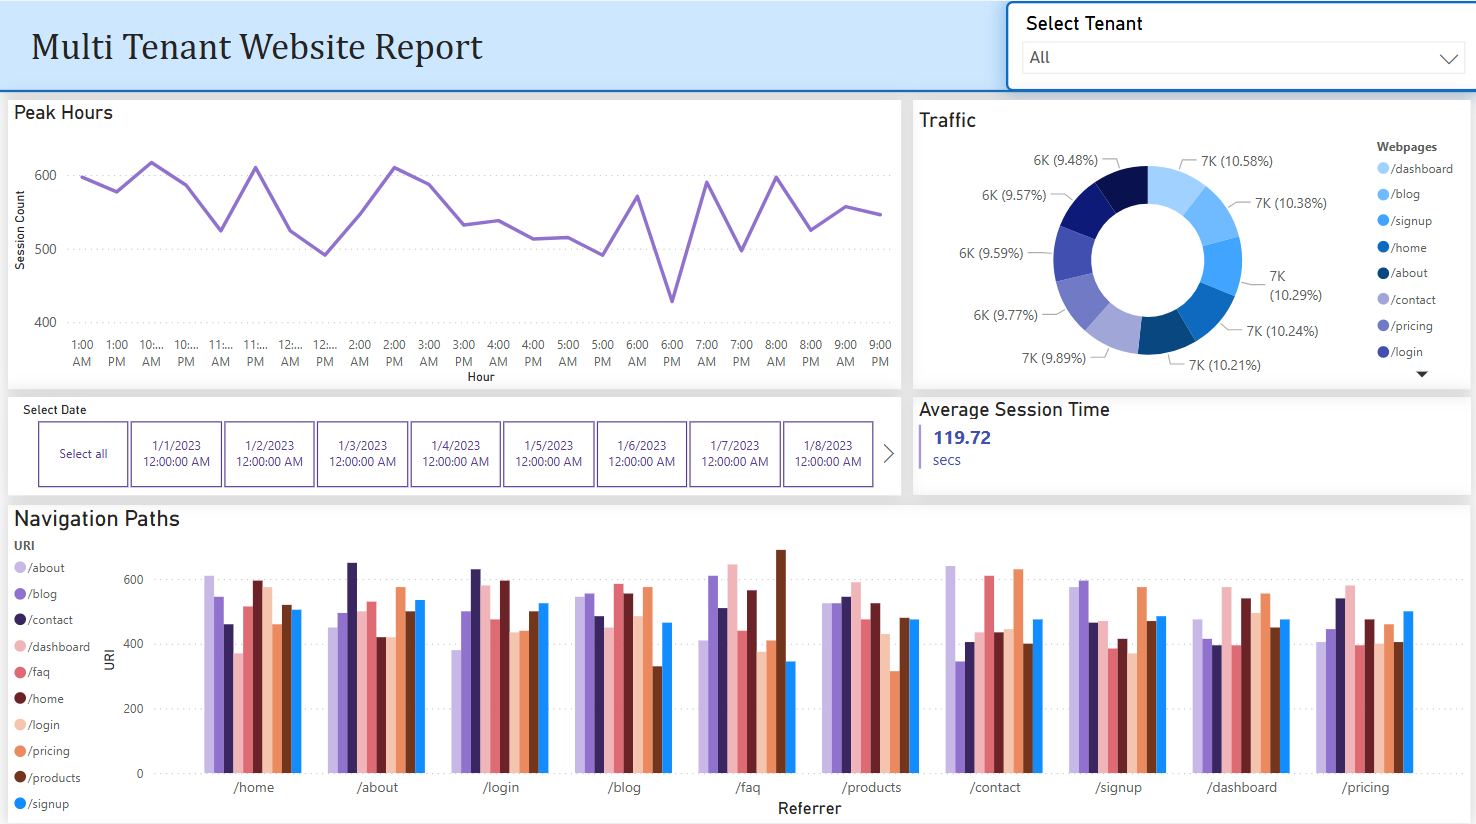 Multi Tenant Website Report
Select Tenant
All
Peak Hours
Session Count
600
500
400
1:00 AM
1:00 PM
10:... AM
10:... PM
11:... AM
11:... PM
12:... AM
12:... PM
2:00 AM
2:00 PM
3:00 AM
3:00 PM
4:00 AM
4:00 PM
5:00 AM
5:00 PM
6:00 AM
6:00 PM
7:00 AM
7:00 PM
8:00 AM
8:00 PM
9:00 AM
9:00 PM
Hour
Traffic
6K (9.48%)
7K (10.58%)
6K (9.57%)
7K (10.38%)
6K (9.59%)
7K
(10.29%)
6K (9.77%)
7K (10.24%)
7K (9.89%)
7K (10.21%)
Webpages
/dashboard
/blog
/signup
/home
/about
/contact
/pricing
/login
Select Date
Select all
1/1/2023
12:00:00 AM
1/2/2023
12:00:00 AM
1/3/2023
12:00:00 AM
1/4/2023
12:00:00 AM
1/5/2023
12:00:00 AM
1/6/2023
12:00:00 AM
1/7/2023
12:00:00 AM
1/8/2023
12:00:00 AM
Average Session Time
119.72
secs
Navigation Paths
URI
/about
/blog
/contact
/dashboard
/faq
/home
/login
/pricing
/products
/signup
URI
600
400
200
0
/home
/about
/login
/blog
/faq
/products
/contact
/signup
/dashboard
/pricing
Referrer